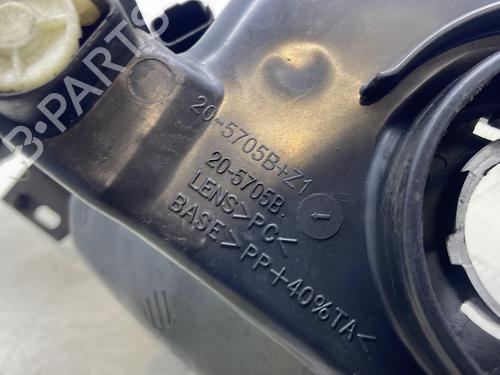 B-PARTS
20-5705B+Z1
20-5705B.
LENS>PC<
BASE>PP+40%TA<